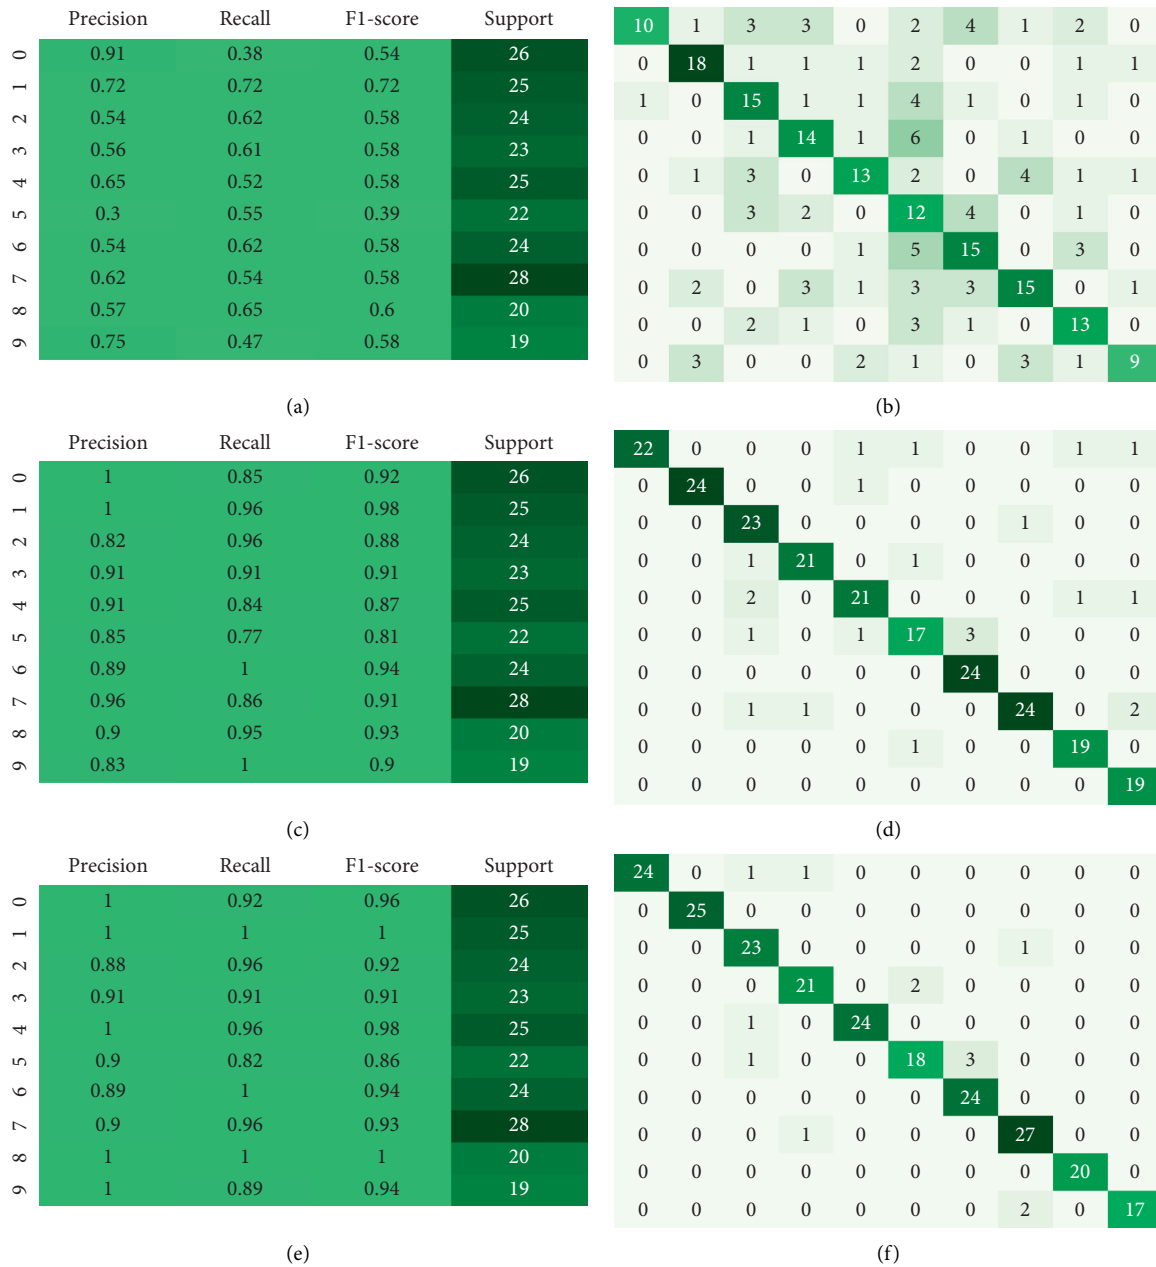 Precision Recall F1-score Support
0 0.91 0.38 0.54 26
1 0.72 0.72 0.72 25
2 0.54 0.62 0.58 24
3 0.56 0.61 0.58 23
4 0.65 0.52 0.58 25
5 0.3 0.55 0.39 22
6 0.54 0.62 0.58 24
7 0.62 0.54 0.58 28
8 0.57 0.65 0.6 20
9 0.75 0.47 0.58 19
(a)
10 1 3 3 0 2 4 1 2 0
0 18 1 1 1 2 0 0 1 1
1 0 15 1 1 4 1 0 1 0
0 0 1 14 1 6 0 1 0 0
0 1 3 0 13 2 0 4 1 1
0 0 3 2 0 12 4 0 1 0
0 0 0 0 1 5 15 0 3 0
0 2 0 3 1 3 3 15 0 1
0 0 2 1 0 3 1 0 13 0
0 3 0 0 2 1 0 3 1 9
(b)
Precision Recall F1-score Support
0 1 0.85 0.92 26
1 1 0.96 0.98 25
2 0.82 0.96 0.88 24
3 0.91 0.91 0.91 23
4 0.91 0.84 0.87 25
5 0.85 0.77 0.81 22
6 0.89 1 0.94 24
7 0.96 0.86 0.91 28
8 0.9 0.95 0.93 20
9 0.83 1 0.9 19
(c)
22 0 0 0 1 1 0 0 1 1
0 24 0 0 1 0 0 0 0 0
0 0 23 0 0 0 0 1 0 0
0 0 1 21 0 1 0 0 0 0
0 0 2 0 21 0 0 0 1 1
0 0 1 0 1 17 3 0 0 0
0 0 0 0 0 0 24 0 0 0
0 0 1 1 0 0 0 24 0 2
0 0 0 0 0 1 0 0 19 0
0 0 0 0 0 0 0 0 0 19
(d)
Precision Recall F1-score Support
0 1 0.92 0.96 26
1 1 1 1 25
2 0.88 0.96 0.92 24
3 0.91 0.91 0.91 23
4 1 0.96 0.98 25
5 0.9 0.82 0.86 22
6 0.89 1 0.94 24
7 0.9 0.96 0.93 28
8 1 1 1 20
9 1 0.89 0.94 19
(e)
24 0 1 1 0 0 0 0 0 0
0 25 0 0 0 0 0 0 0 0
0 0 23 0 0 0 0 1 0 0
0 0 0 21 0 2 0 0 0 0
0 0 1 0 24 0 0 0 0 0
0 0 1 0 0 18 3 0 0 0
0 0 0 0 0 0 24 0 0 0
0 0 0 1 0 0 0 27 0 0
0 0 0 0 0 0 0 0 20 0
0 0 0 0 0 0 0 2 0 17
(f)